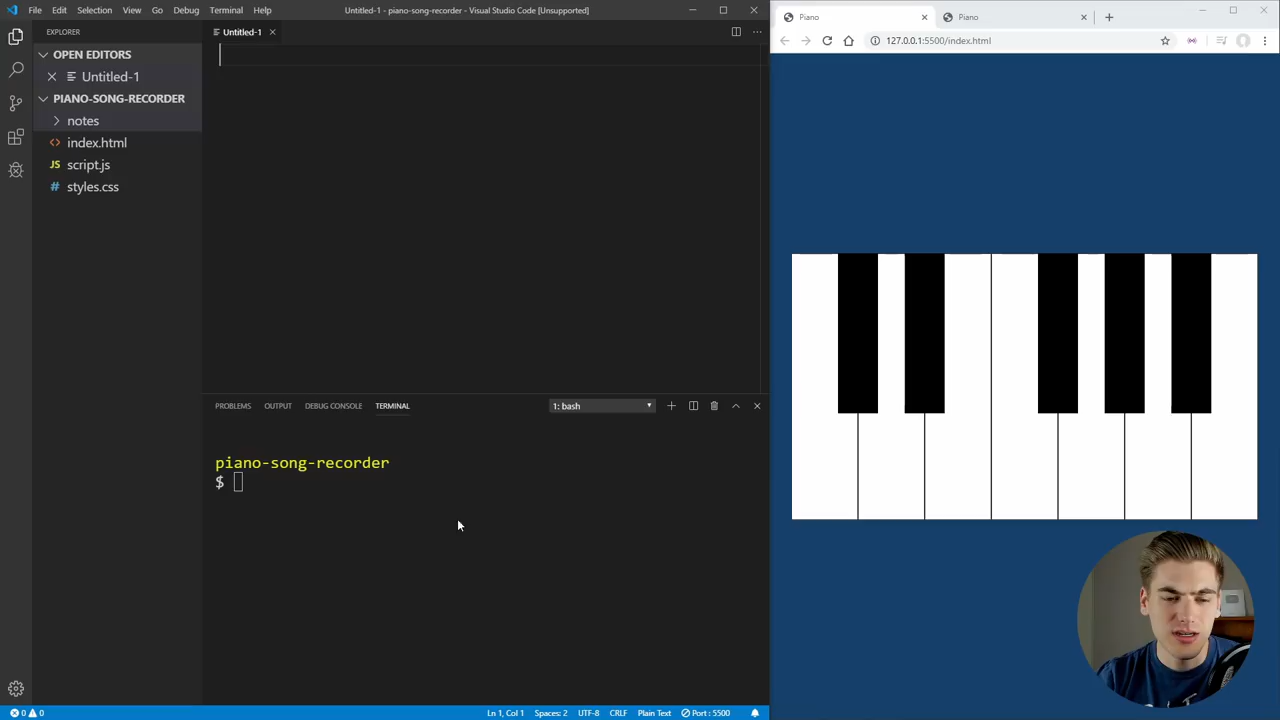 File Edit Selection View Go Debug Terminal Help
Untitled-1 - piano-song-recorder - Visual Studio Code [Unsupported]
EXPLORER
OPEN EDITORS
Untitled-1
PIANO-SONG-RECORDER
notes
<> index.html
JS script.js
# styles.css
Untitled-1
PROBLEMS OUTPUT DEBUG CONSOLE TERMINAL
1: bash
piano-song-recorder
$
0 0
Ln 1, Col 1 Spaces: 2 UTF-8 CRLF Plain Text Port : 5500
Piano
Piano
127.0.0.1:5500/index.html